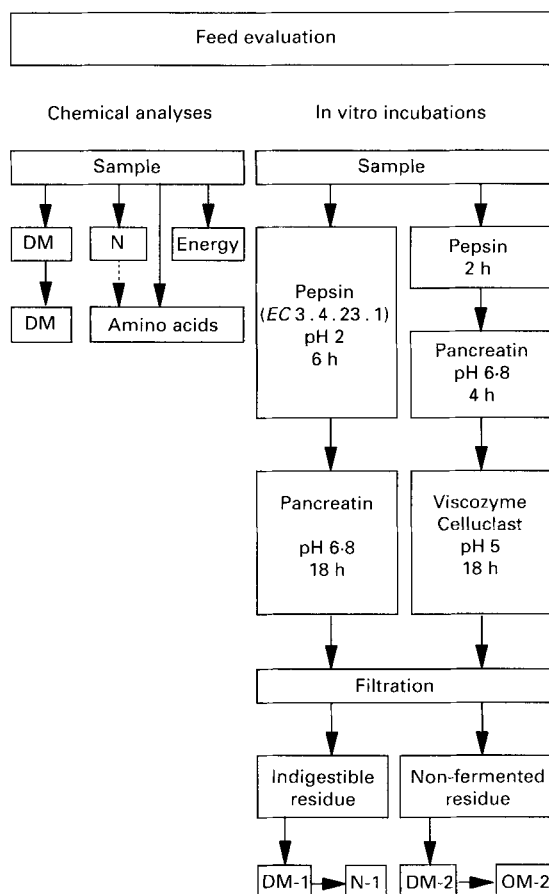 Feed evaluation
Chemical analyses
In vitro incubations
Sample
DM
N
Energy
DM
Amino acids
Sample
Pepsin
(EC 3 . 4 . 23 . 1)
pH 2
6 h
Pancreatin
pH 6·8
18 h
Pepsin
2 h
Pancreatin
pH 6·8
4 h
Viscozyme
Celluclast
pH 5
18 h
Filtration
Indigestible
residue
Non-fermented
residue
DM-1
N-1
DM-2
OM-2